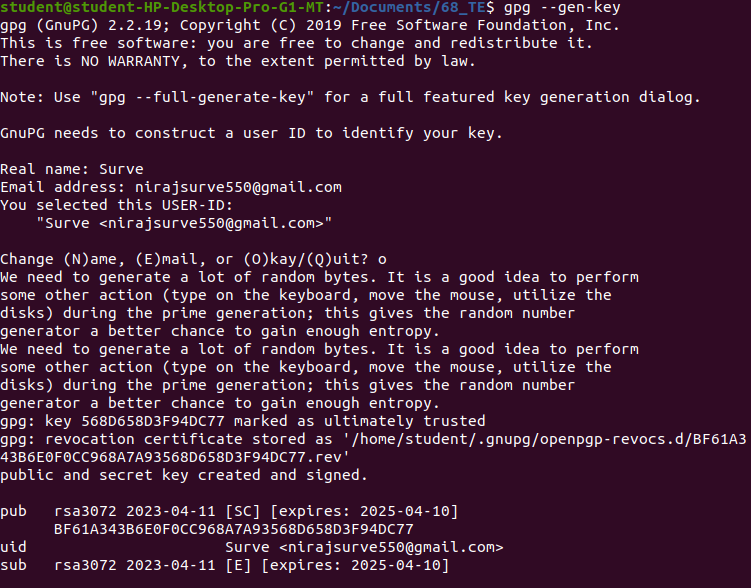 student@student-HP-Desktop-Pro-G1-MT:~/Documents/68_TE$ gpg --gen-key
gpg (GnuPG) 2.2.19; Copyright (C) 2019 Free Software Foundation, Inc.
This is free software: you are free to change and redistribute it.
There is NO WARRANTY, to the extent permitted by law.

Note: Use "gpg --full-generate-key" for a full featured key generation dialog.

GnuPG needs to construct a user ID to identify your key.

Real name: Surve
Email address: nirajsurve550@gmail.com
You selected this USER-ID:
    "Surve <nirajsurve550@gmail.com>"

Change (N)ame, (E)mail, or (O)kay/(Q)uit? o
We need to generate a lot of random bytes. It is a good idea to perform
some other action (type on the keyboard, move the mouse, utilize the
disks) during the prime generation; this gives the random number
generator a better chance to gain enough entropy.
We need to generate a lot of random bytes. It is a good idea to perform
some other action (type on the keyboard, move the mouse, utilize the
disks) during the prime generation; this gives the random number
generator a better chance to gain enough entropy.
gpg: key 568D658D3F94DC77 marked as ultimately trusted
gpg: revocation certificate stored as '/home/student/.gnupg/openpgp-revocs.d/BF61A3
43B6E0F0CC968A7A93568D658D3F94DC77.rev'
public and secret key created and signed.

pub   rsa3072 2023-04-11 [SC] [expires: 2025-04-10]
      BF61A343B6E0F0CC968A7A93568D658D3F94DC77
uid                      Surve <nirajsurve550@gmail.com>
sub   rsa3072 2023-04-11 [E] [expires: 2025-04-10]